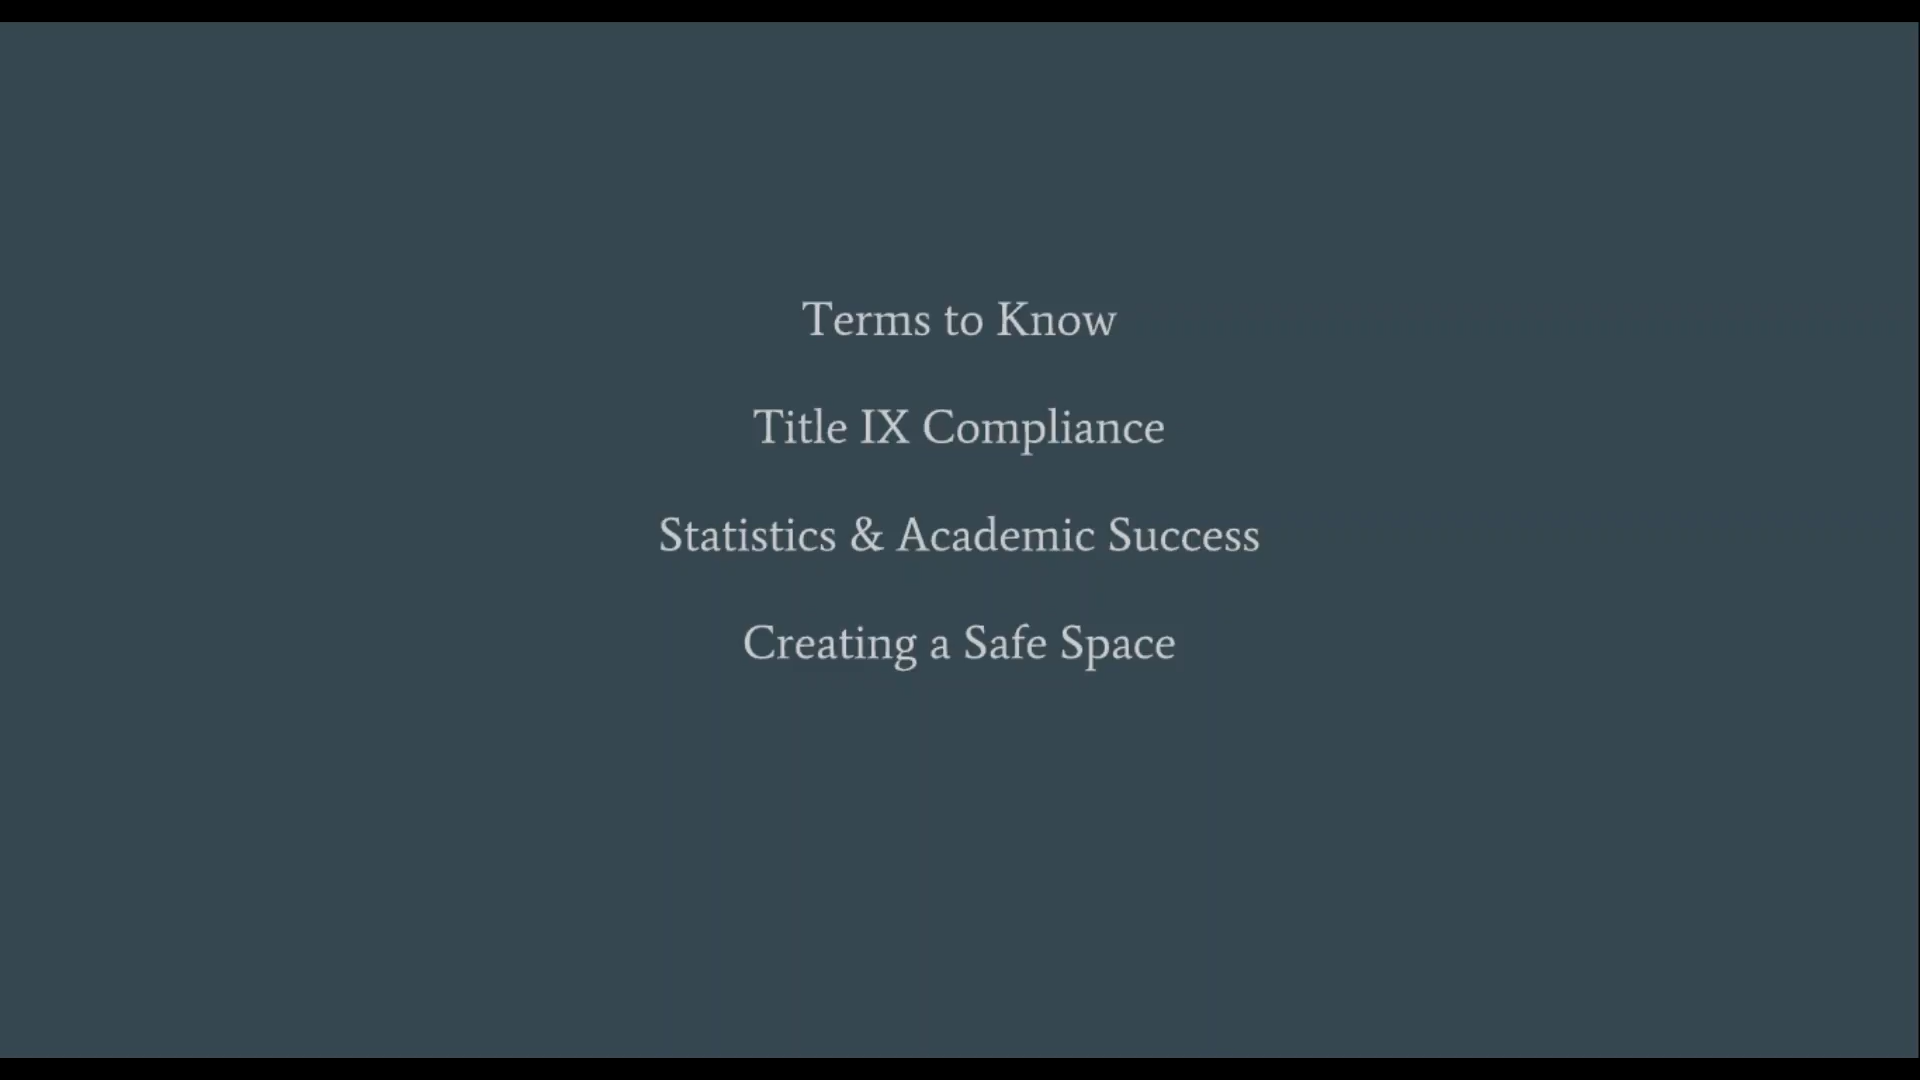 Terms to Know
Title IX Compliance
Statistics & Academic Success
Creating a Safe Space